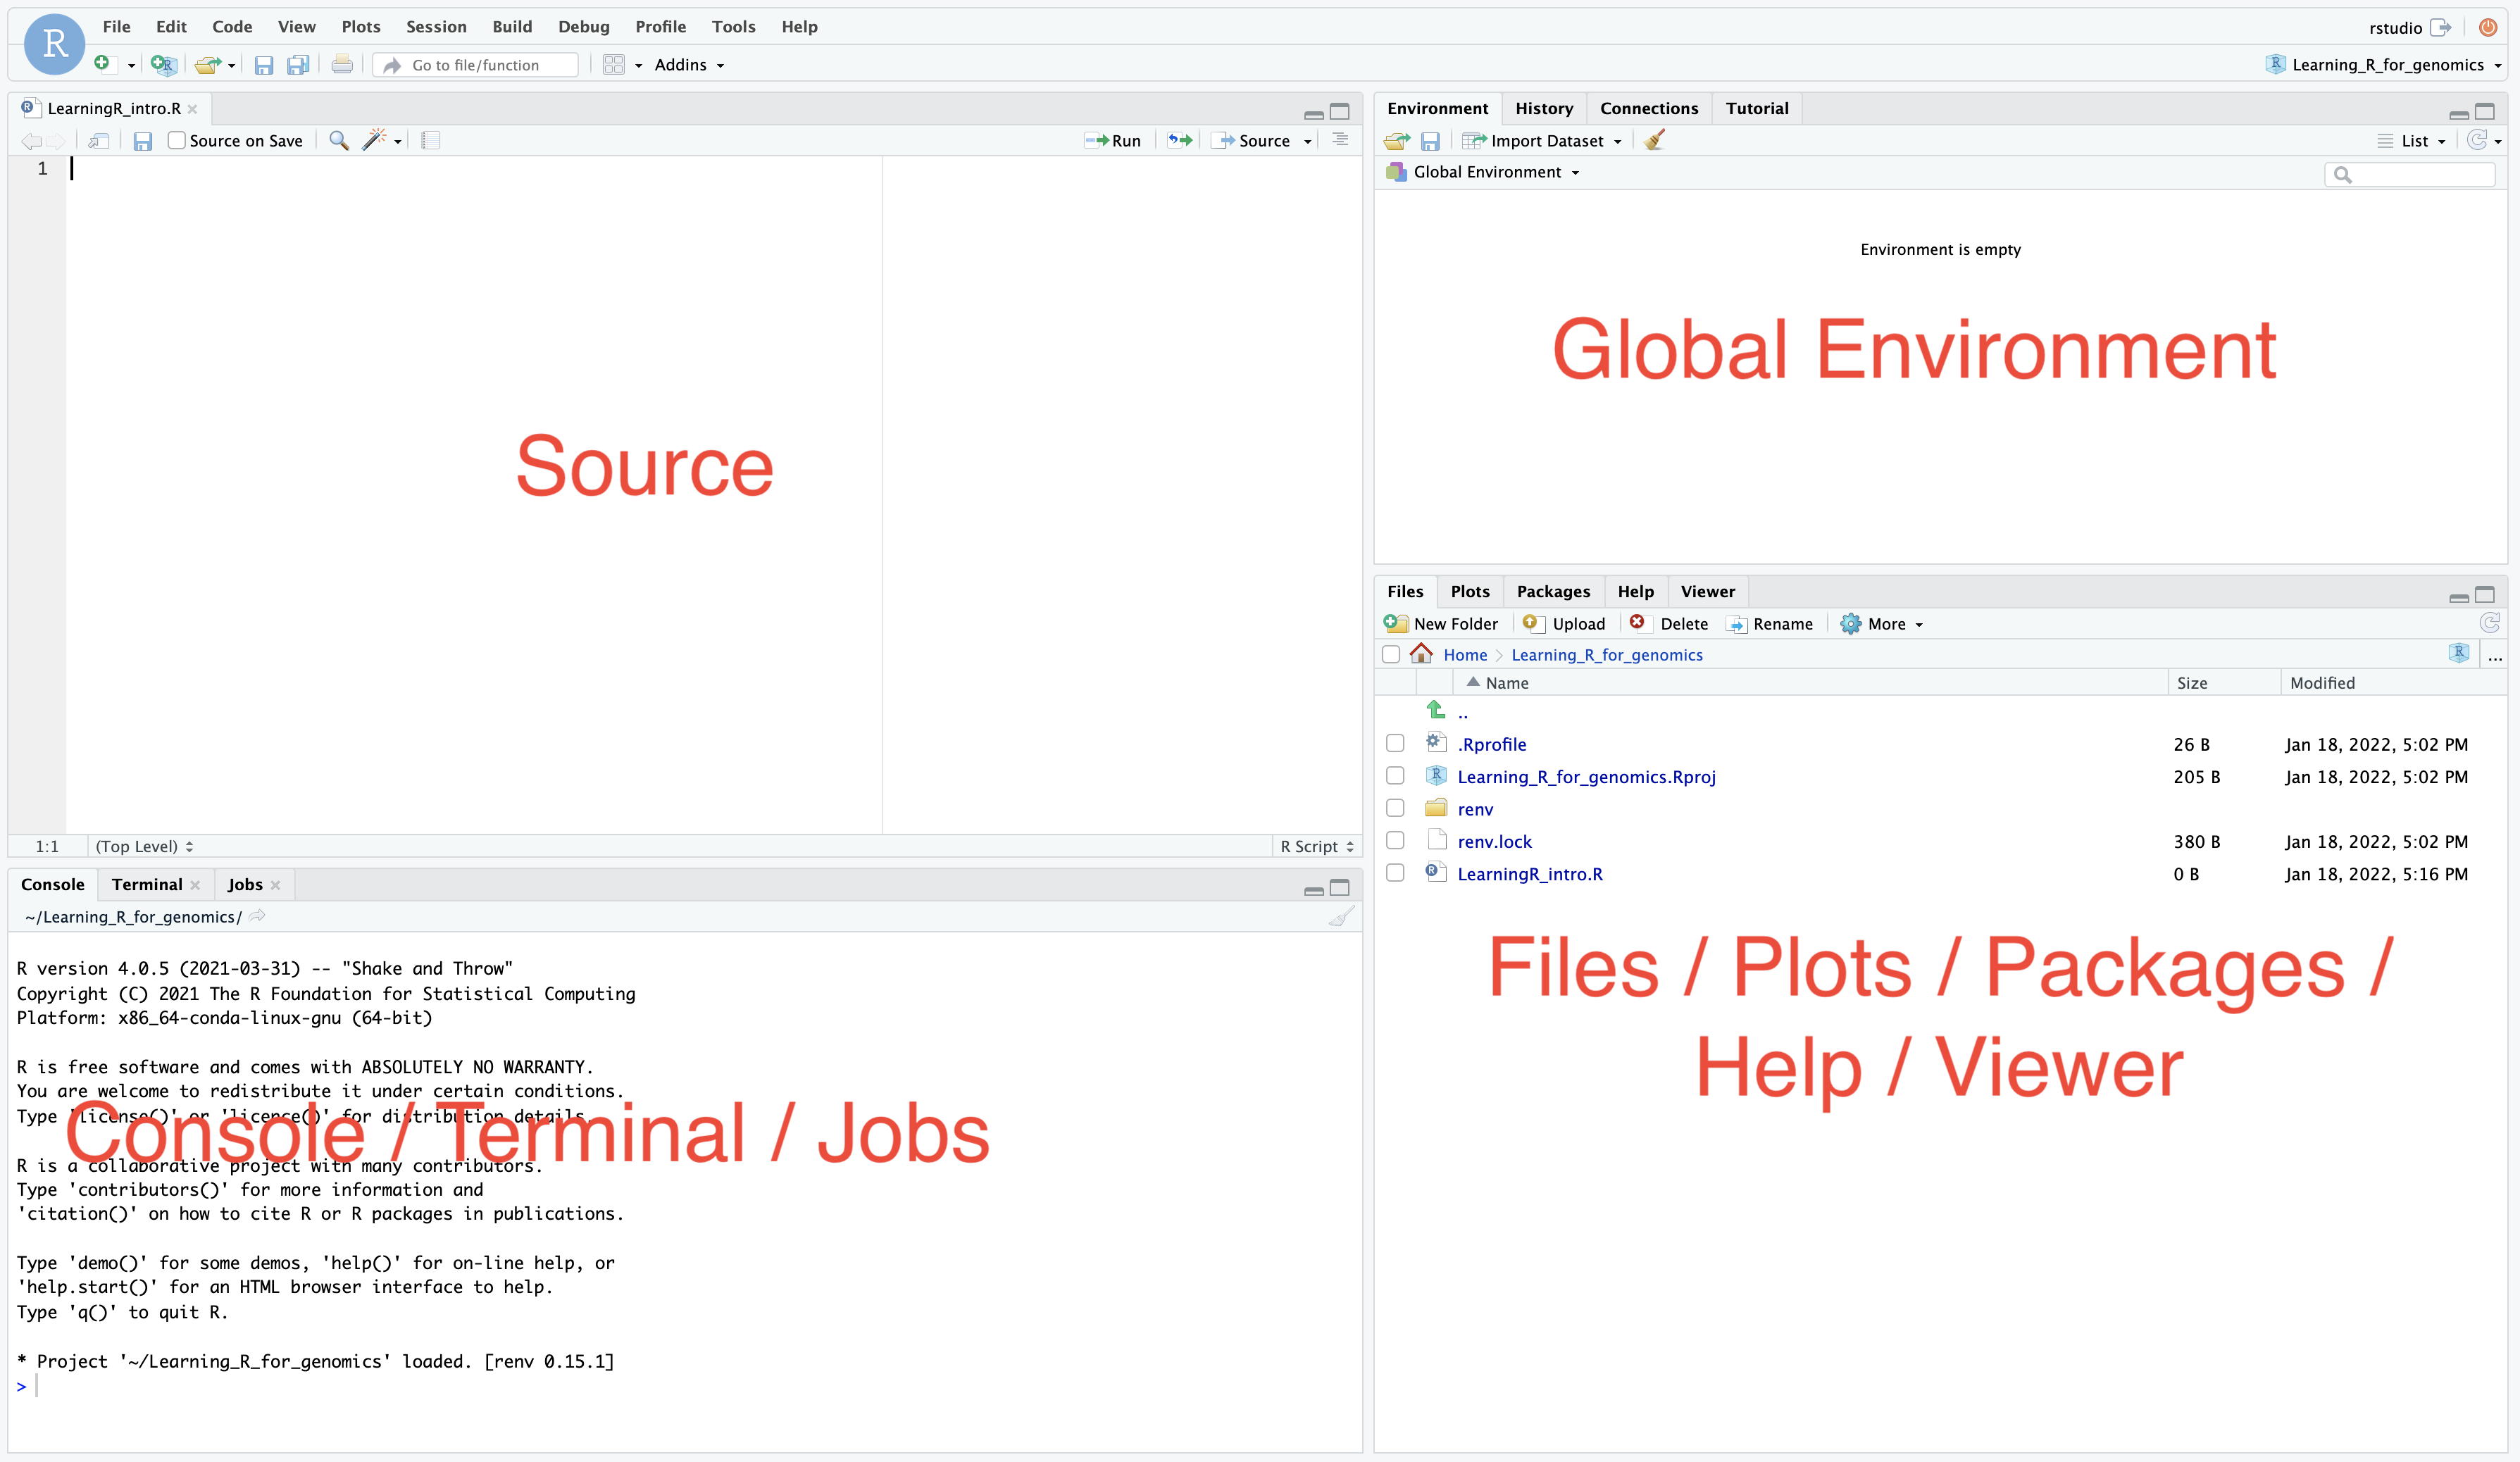 R File Edit Code View Plots Session Build Debug Profile Tools Help rstudio
Go to file/function Addins Learning_R_for_genomics
LearningR_intro.R
Source on Save Run Source
1
Source
1:1 (Top Level) R Script
Console Terminal Jobs
~/Learning_R_for_genomics/
R version 4.0.5 (2021-03-31) -- "Shake and Throw"
Copyright (C) 2021 The R Foundation for Statistical Computing
Platform: x86_64-conda-linux-gnu (64-bit)
R is free software and comes with ABSOLUTELY NO WARRANTY.
You are welcome to redistribute it under certain conditions.
Type 'license()' or 'licence()' for distribution details.
Console / Terminal / Jobs
R is a collaborative project with many contributors.
Type 'contributors()' for more information and
'citation()' on how to cite R or R packages in publications.
Type 'demo()' for some demos, 'help()' for on-line help, or
'help.start()' for an HTML browser interface to help.
Type 'q()' to quit R.
* Project '~/Learning_R_for_genomics' loaded. [renv 0.15.1]
>
Environment History Connections Tutorial
Import Dataset List
Global Environment
Environment is empty
Global Environment
Files Plots Packages Help Viewer
New Folder Upload Delete Rename More
Home Learning_R_for_genomics ...
Name Size Modified
..
.Rprofile 26 B Jan 18, 2022, 5:02 PM
Learning_R_for_genomics.Rproj 205 B Jan 18, 2022, 5:02 PM
renv
renv.lock 380 B Jan 18, 2022, 5:02 PM
LearningR_intro.R 0 B Jan 18, 2022, 5:16 PM
Files / Plots / Packages /
Help / Viewer